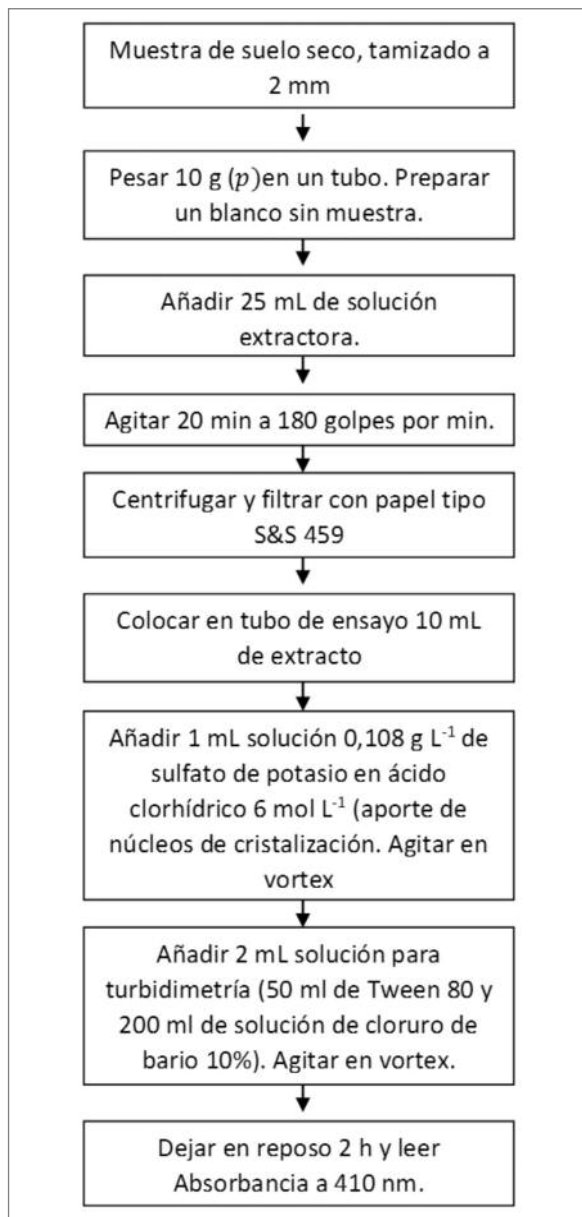 Muestra de suelo seco, tamizado a
2 mm
Pesar 10 g (p)en un tubo. Preparar
un blanco sin muestra.
Añadir 25 mL de solución
extractora.
Agitar 20 min a 180 golpes por min.
Centrifugar y filtrar con papel tipo
S&S 459
Colocar en tubo de ensayo 10 mL
de extracto
Añadir 1 mL solución 0,108 g L⁻¹ de
sulfato de potasio en ácido
clorhídrico 6 mol L⁻¹ (aporte de
núcleos de cristalización. Agitar en
vortex
Añadir 2 mL solución para
turbidimetría (50 ml de Tween 80 y
200 ml de solución de cloruro de
bario 10%). Agitar en vortex.
Dejar en reposo 2 h y leer
Absorbancia a 410 nm.